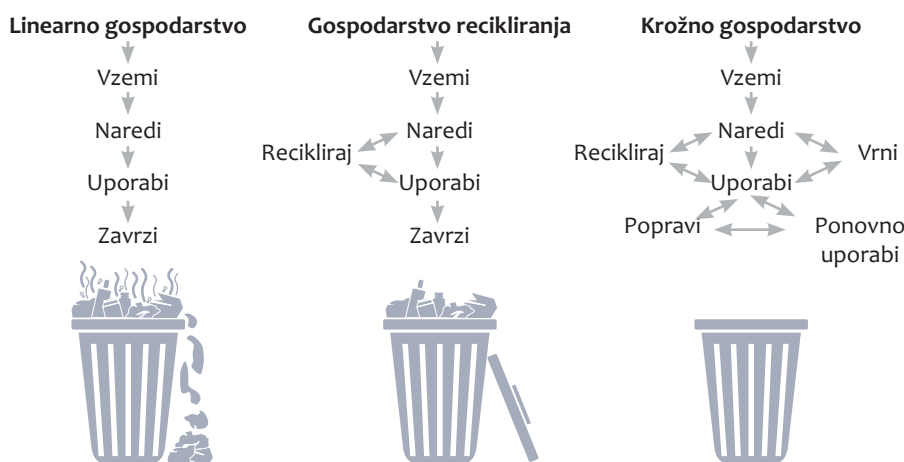 Linearno gospodarstvo
Vzemi
Naredi
Uporabi
Zavrzi
Gospodarstvo recikliranja
Vzemi
Naredi
Recikliraj
Uporabi
Zavrzi
Krožno gospodarstvo
Vzemi
Naredi
Recikliraj
Vrni
Uporabi
Popravi
Ponovno
uporabi